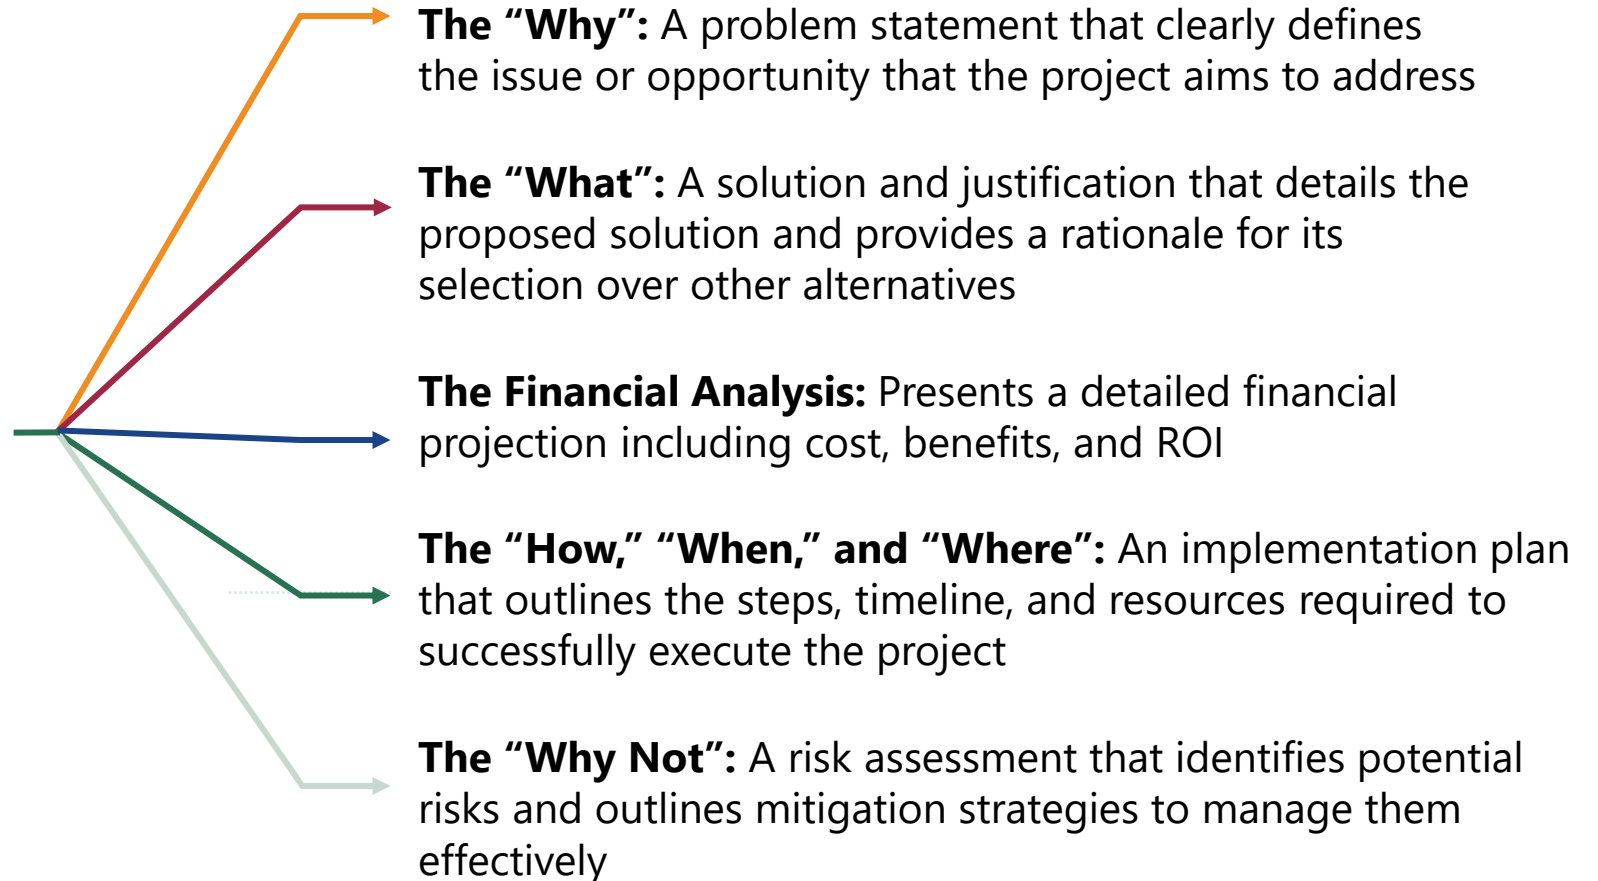 The “Why”: A problem statement that clearly defines
the issue or opportunity that the project aims to address
The “What”: A solution and justification that details the
proposed solution and provides a rationale for its
selection over other alternatives
The Financial Analysis: Presents a detailed financial
projection including cost, benefits, and ROI
The “How,” “When,” and “Where”: An implementation plan
that outlines the steps, timeline, and resources required to
successfully execute the project
The “Why Not”: A risk assessment that identifies potential
risks and outlines mitigation strategies to manage them
effectively